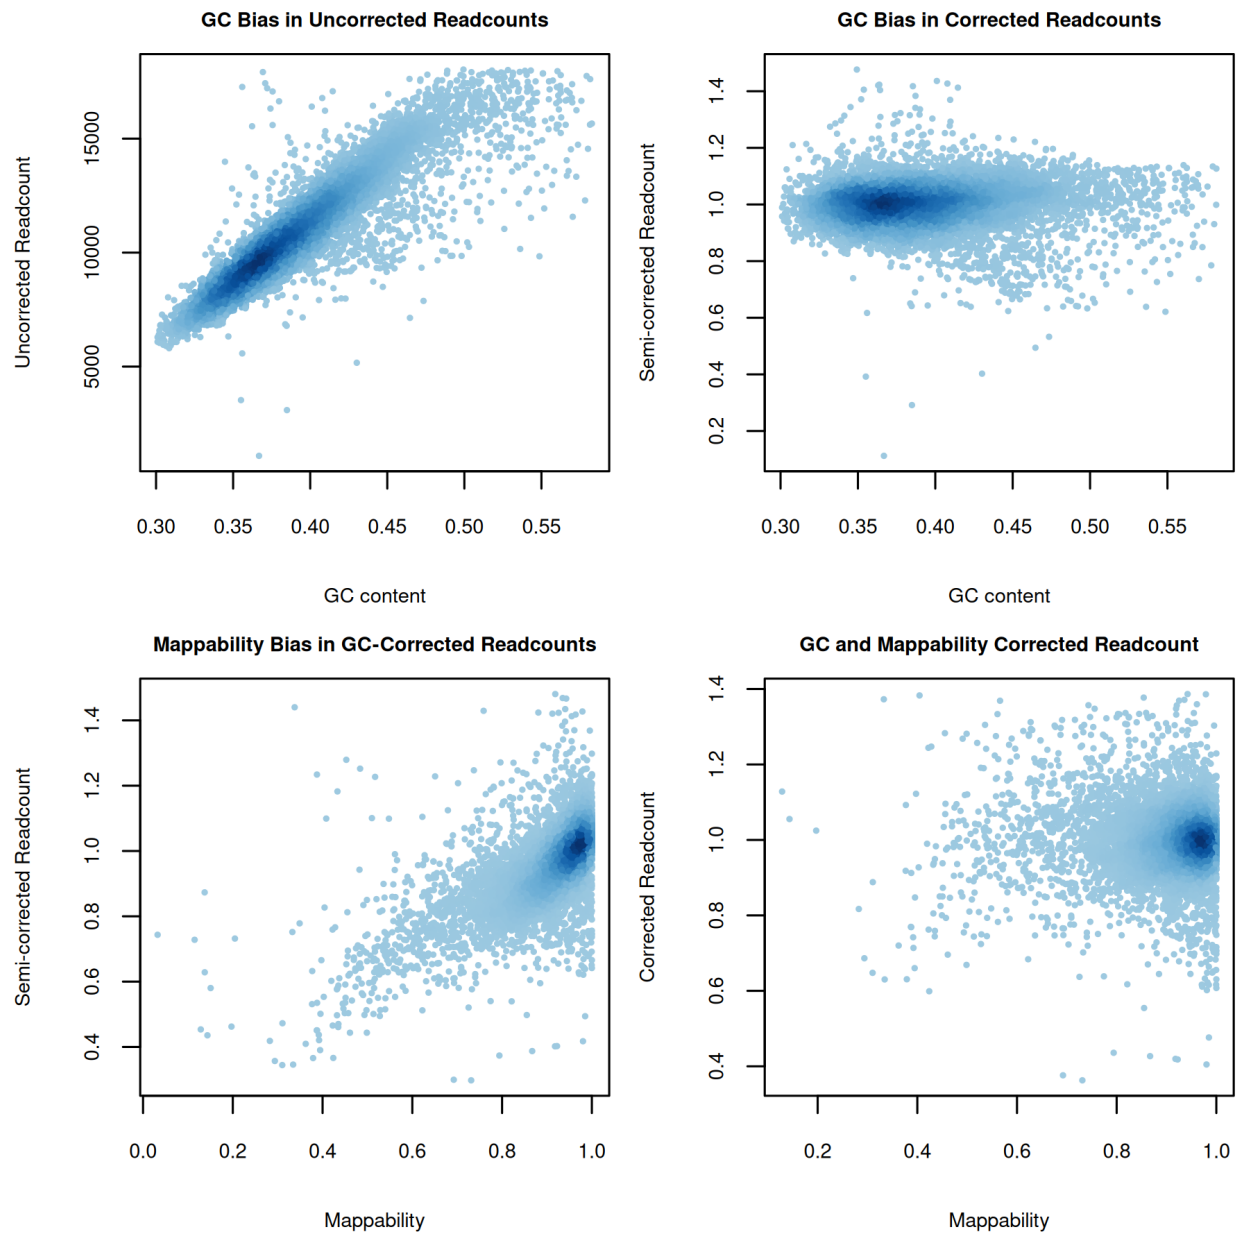 GC Bias in Uncorrected Readcounts
Uncorrected Readcount
15000
10000
5000
0.30 0.35 0.40 0.45 0.50 0.55
GC content
GC Bias in Corrected Readcounts
Semi-corrected Readcount
1.4
1.2
1.0
0.8
0.6
0.4
0.2
0.30 0.35 0.40 0.45 0.50 0.55
GC content
Mappability Bias in GC-Corrected Readcounts
Semi-corrected Readcount
1.4
1.2
1.0
0.8
0.6
0.4
0.0 0.2 0.4 0.6 0.8 1.0
Mappability
GC and Mappability Corrected Readcount
Corrected Readcount
1.4
1.2
1.0
0.8
0.6
0.4
0.2 0.4 0.6 0.8 1.0
Mappability